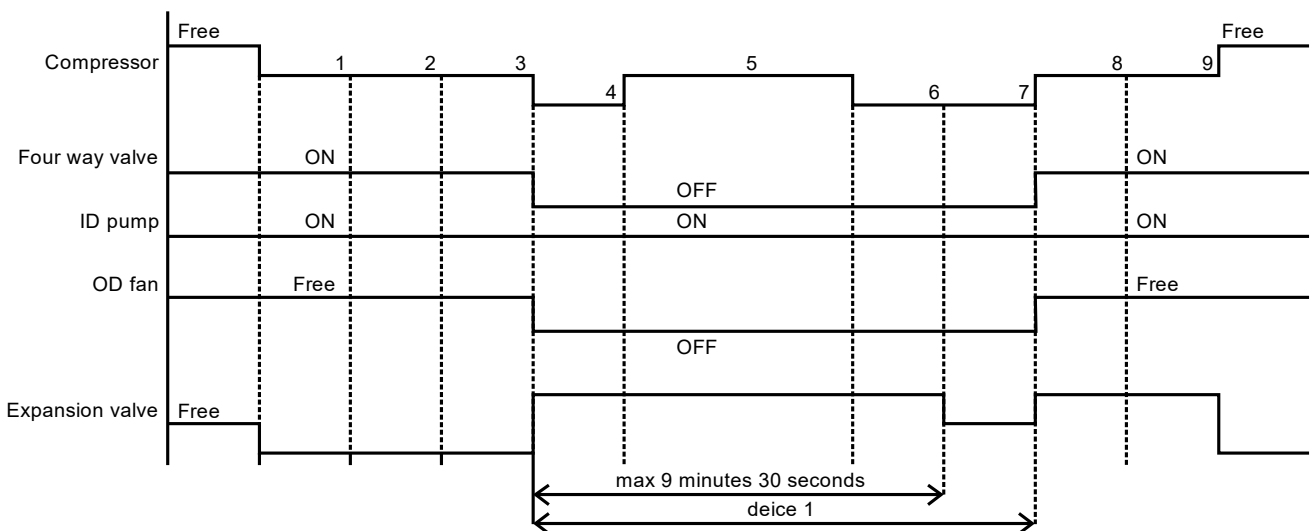 Free Free
Compressor 1 2 3 5 8 9
4 6 7
Four way valve ON ON
OFF
ID pump ON ON ON
OD fan Free Free
OFF
Expansion valve Free
max 9 minutes 30 seconds
deice 1